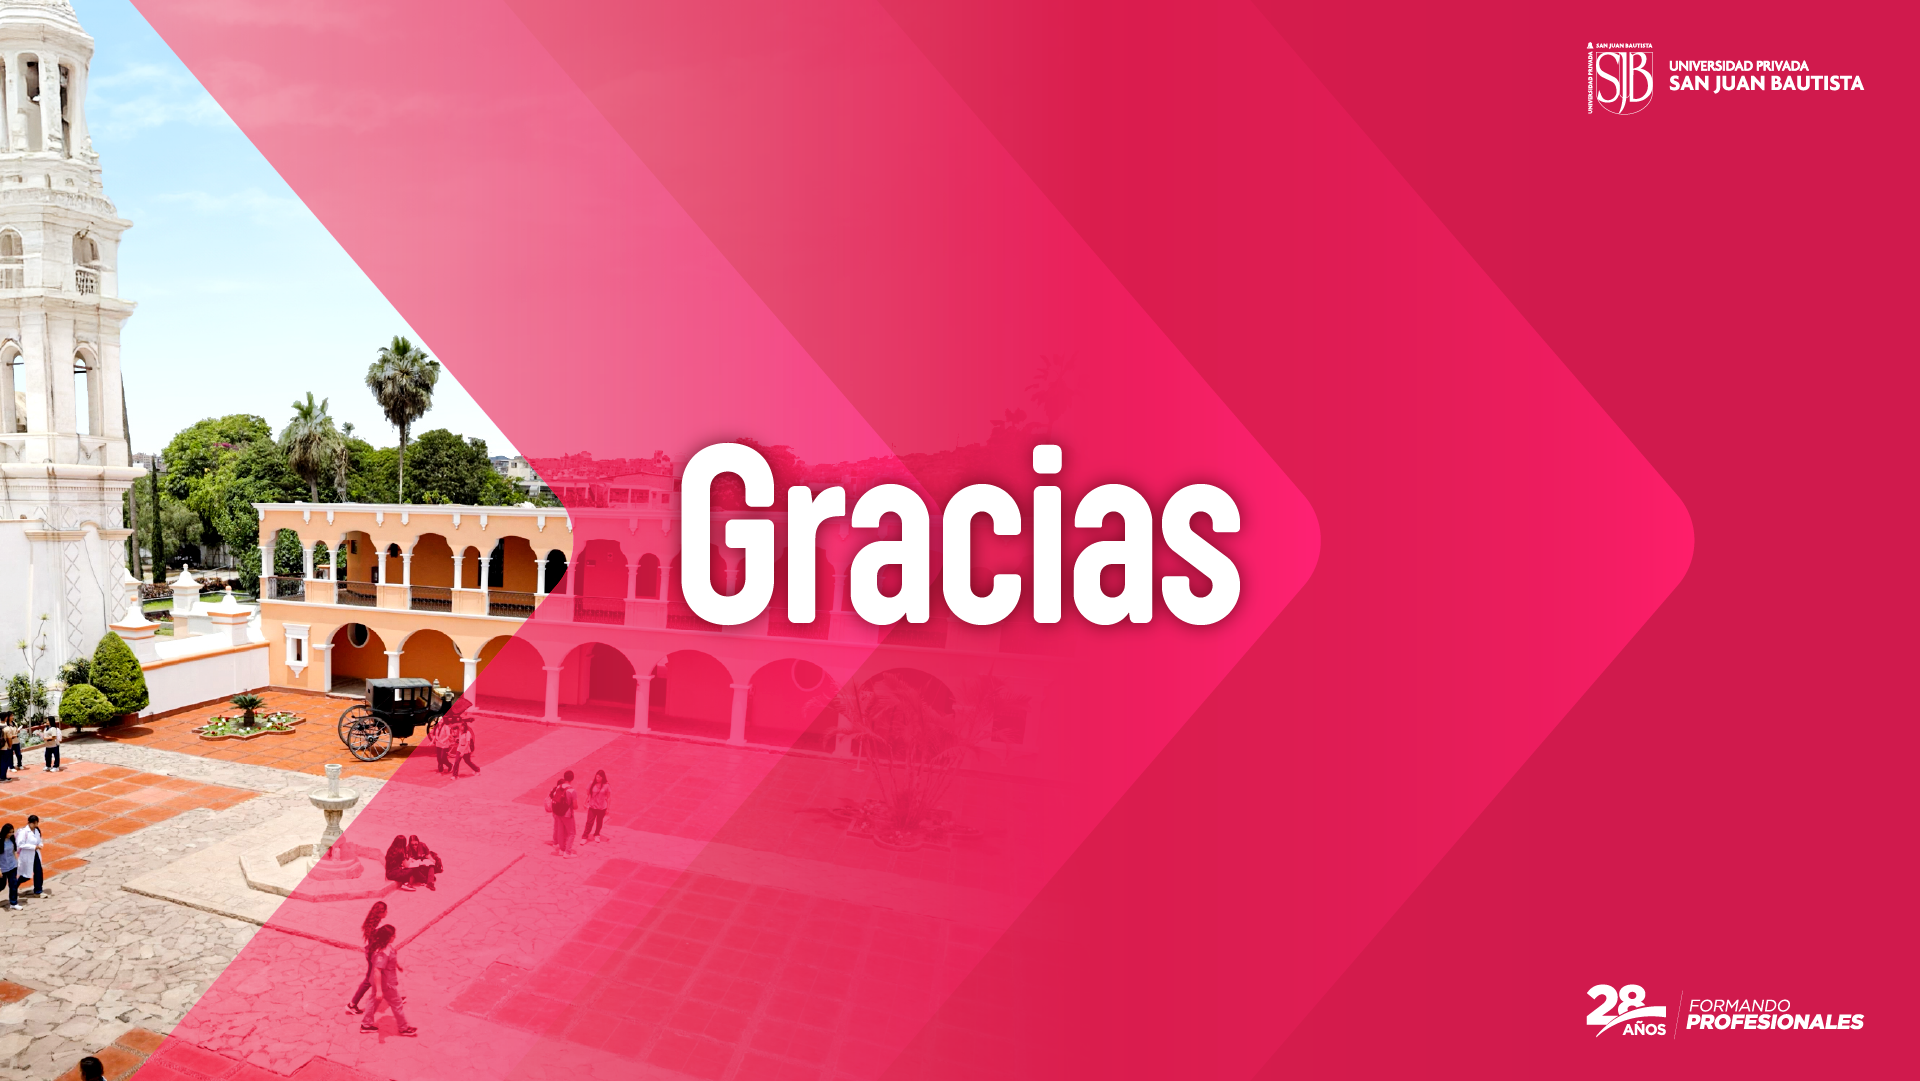 SAN JUAN BAUTISTA
UNIVERSIDAD PRIVADA
SJB
UNIVERSIDAD PRIVADA
SAN JUAN BAUTISTA
Gracias
28 AÑOS
FORMANDO
PROFESIONALES